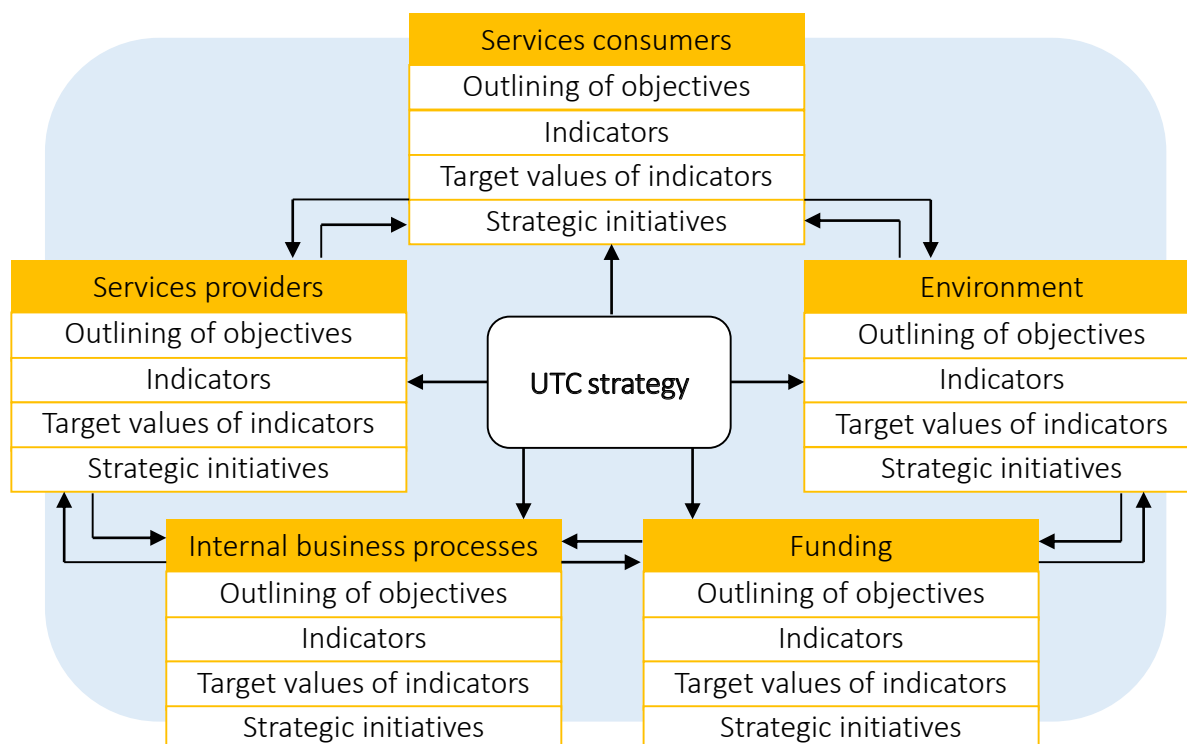 Services consumers
Outlining of objectives
Indicators
Target values of indicators
Strategic initiatives
Services providers
Outlining of objectives
Indicators
Target values of indicators
Strategic initiatives
UTC strategy
Environment
Outlining of objectives
Indicators
Target values of indicators
Strategic initiatives
Internal business processes
Outlining of objectives
Indicators
Target values of indicators
Strategic initiatives
Funding
Outlining of objectives
Indicators
Target values of indicators
Strategic initiatives